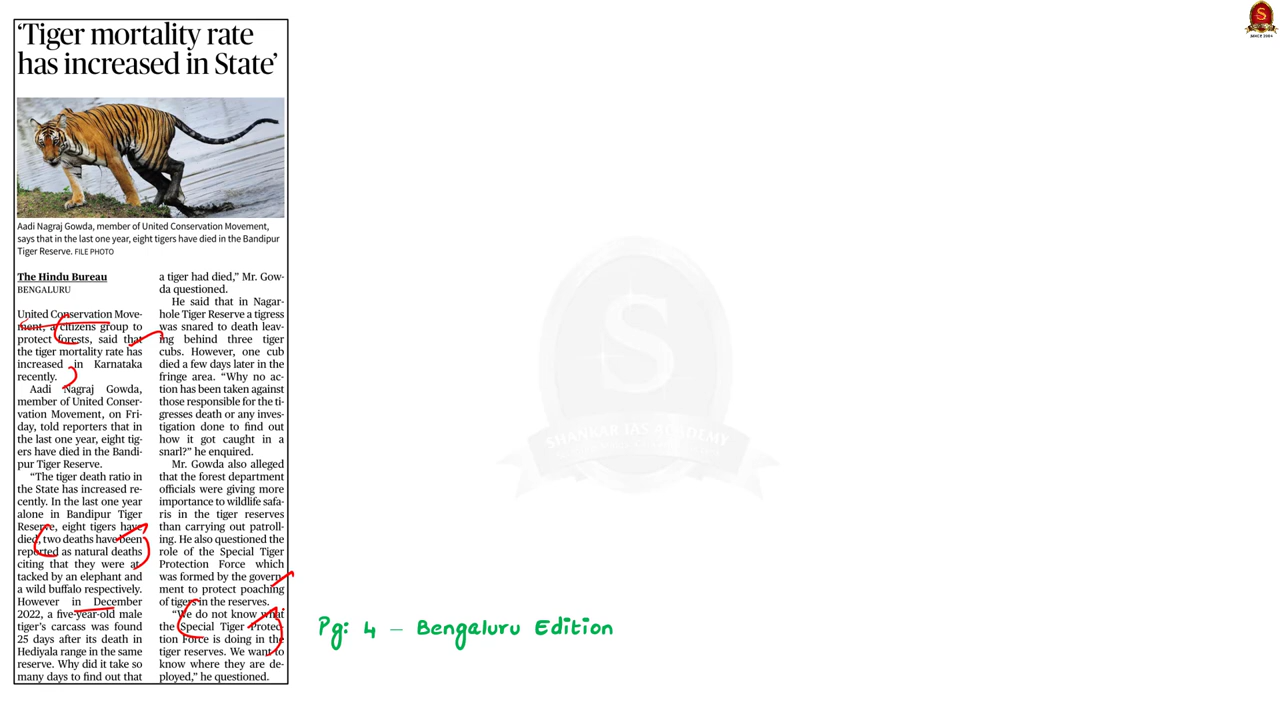 ‘Tiger mortality rate
has increased in State’
Aadi Nagraj Gowda, member of United Conservation Movement,
says that in the last one year, eight tigers have died in the Bandipur
Tiger Reserve. FILE PHOTO
The Hindu Bureau
BENGALURU
United Conservation Move-
ment, a citizens group to
protect forests, said that
the tiger mortality rate has
increased in Karnataka
recently.
Aadi Nagraj Gowda,
member of United Conser-
vation Movement, on Fri-
day, told reporters that in
the last one year, eight tig-
ers have died in the Bandi-
pur Tiger Reserve.
“The tiger death ratio in
the State has increased re-
cently. In the last one year
alone in Bandipur Tiger
Reserve, eight tigers have
died, two deaths have been
reported as natural deaths
citing that they were at-
tacked by an elephant and
a wild buffalo respectively.
However in December
2022, a five-year-old male
tiger’s carcass was found
25 days after its death in
Hediyala range in the same
reserve. Why did it take so
many days to find out that
a tiger had died,” Mr. Gow-
da questioned.
He said that in Nagar-
hole Tiger Reserve a tigress
was snared to death leav-
ing behind three tiger
cubs. However, one cub
died a few days later in the
fringe area. “Why no ac-
tion has been taken against
those responsible for the ti-
gresses death or any inves-
tigation done to find out
how it got caught in a
snarl?” he enquired.
Mr. Gowda also alleged
that the forest department
officials were giving more
importance to wildlife safa-
ris in the tiger reserves
than carrying out patroll-
ing. He also questioned the
role of the Special Tiger
Protection Force which
was formed by the govern-
ment to protect poaching
of tigers in the reserves.
“We do not know what
the Special Tiger Protec-
tion Force is doing in the
tiger reserves. We want to
know where they are de-
ployed,” he questioned.
Pg: 4 – Bengaluru Edition
S
SHANKAR IAS ACADEMY
S
SINCE 2004